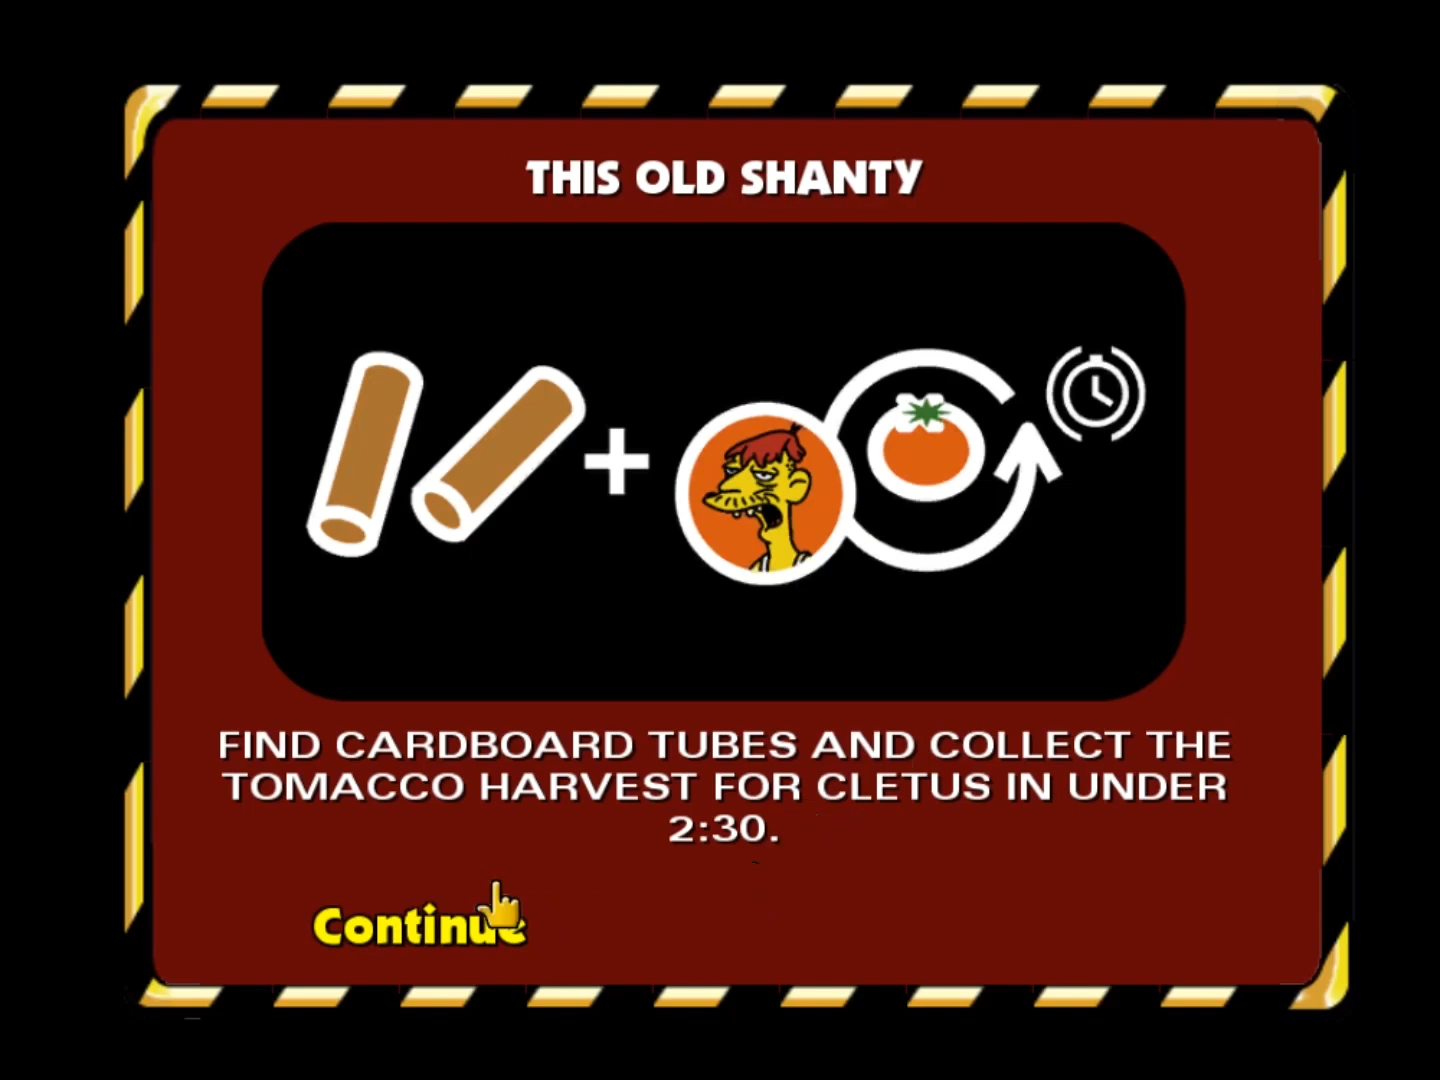 THIS OLD SHANTY
FIND CARDBOARD TUBES AND COLLECT THE
TOMACCO HARVEST FOR CLETUS IN UNDER
2:30.
Continue